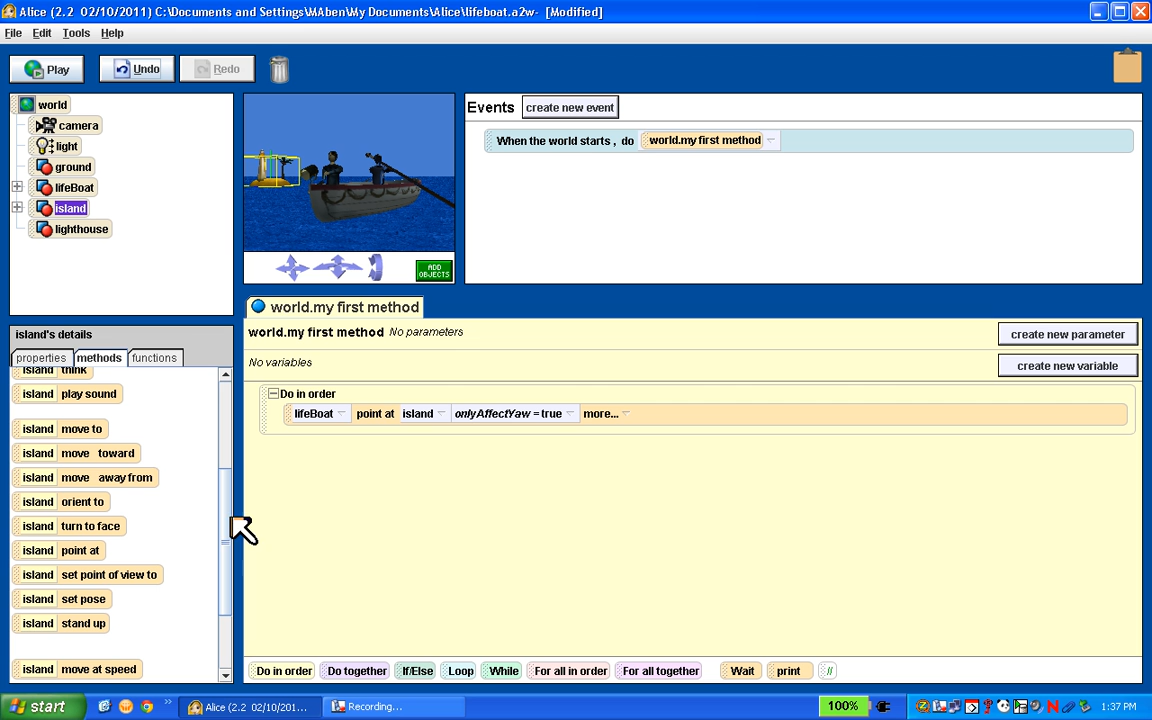 Alice (2.2  02/10/2011) C:\Documents and Settings\MAben\My Documents\Alice\lifeboat.a2w-  [Modified]
File Edit Tools Help
Play Undo Redo
world
camera
light
ground
lifeBoat
island
lighthouse
ADD
OBJECTS
Events create new event
When the world starts , do world.my first method
island's details
properties methods functions
island think
island play sound
island move to
island move toward
island move away from
island orient to
island turn to face
island point at
island set point of view to
island set pose
island stand up
island move at speed
world.my first method
world.my first method No parameters
create new parameter
No variables
create new variable
Do in order
lifeBoat point at island onlyAffectYaw = true more...
Do in order Do together If/Else Loop While For all in order For all together Wait print //
start Alice (2.2 02/10/201... Recording... 100% 1:37 PM